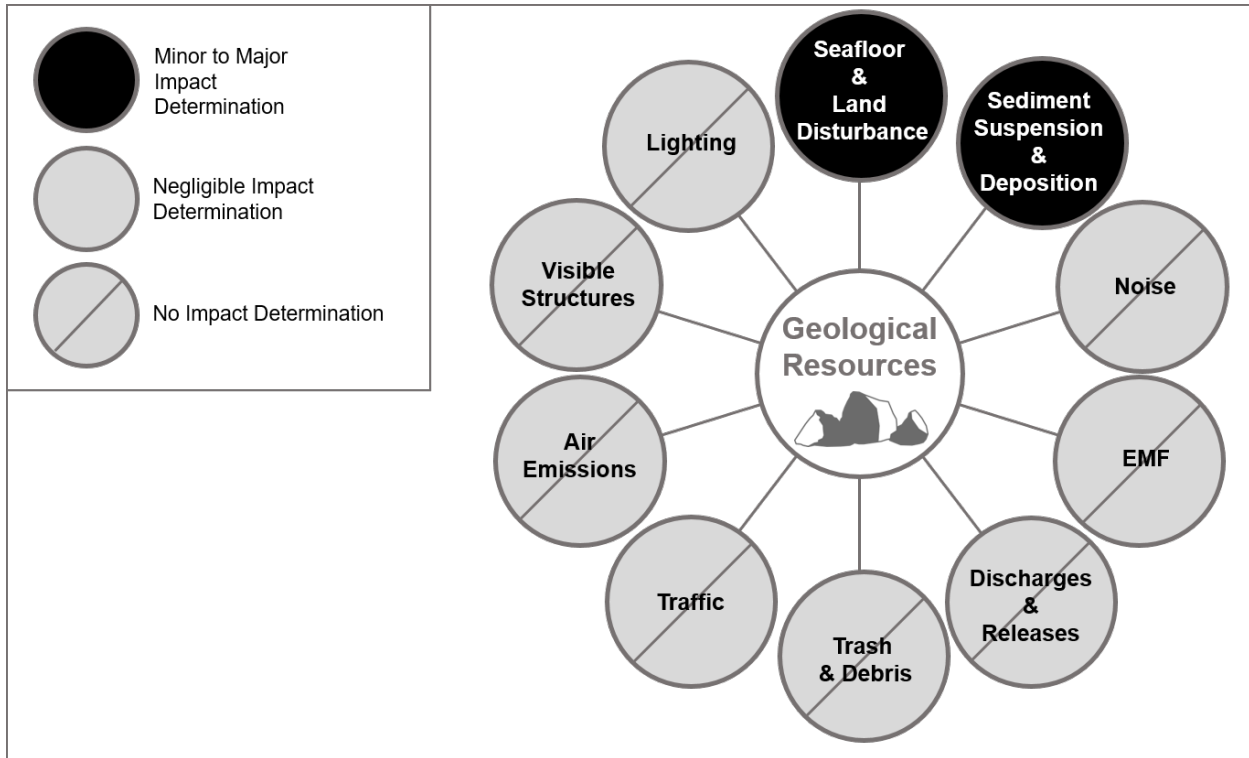 Minor to Major
Impact
Determination
Negligible Impact
Determination
No Impact Determination
Seafloor
&
Land
Disturbance
Sediment
Suspension
&
Deposition
Noise
EMF
Discharges
&
Releases
Trash
& Debris
Traffic
Air
Emissions
Visible
Structures
Lighting
Geological
Resources